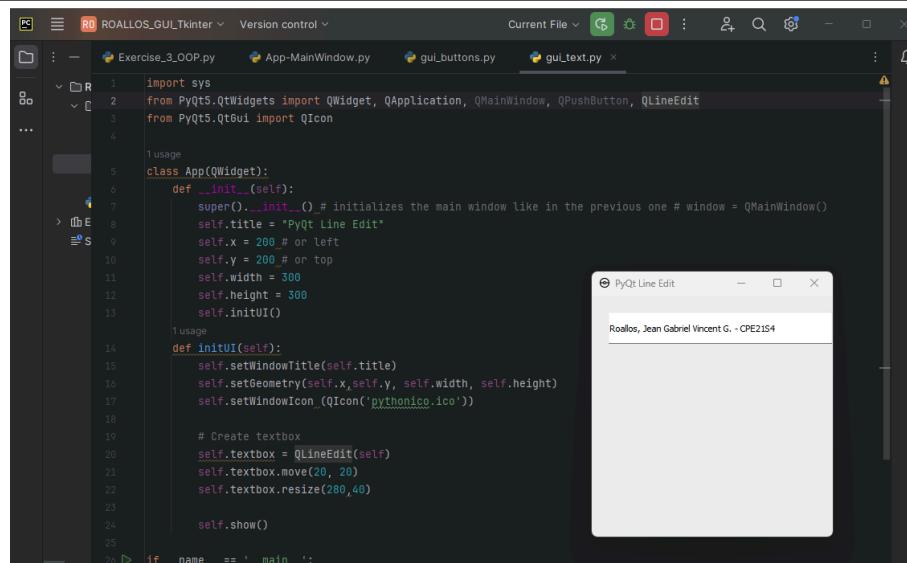 PC RO ROALLOS_GUI_Tkinter Version control Current File
Exercise_3_OOP.py App-MainWindow.py gui_buttons.py gui_text.py
R
E
S
1 import sys
2 from PyQt5.QtWidgets import QWidget, QApplication, QMainWindow, QPushButton, QLineEdit
3 from PyQt5.QtGui import QIcon
4
1 usage
5 class App(QWidget):
6 def __init__(self):
7 super().__init__() # initializes the main window like in the previous one # window = QMainWindow()
8 self.title = "PyQt Line Edit"
9 self.x = 200 # or left
10 self.y = 200 # or top
11 self.width = 300
12 self.height = 300
13 self.initUI()
1 usage
14 def initUI(self):
15 self.setWindowTitle(self.title)
16 self.setGeometry(self.x,self.y, self.width, self.height)
17 self.setWindowIcon (QIcon('pythonico.ico'))
18
19 # Create textbox
20 self.textbox = QLineEdit(self)
21 self.textbox.move(20, 20)
22 self.textbox.resize(280,40)
23
24 self.show()
25
26 if __name__ == '__main__':
PyQt Line Edit
Roallos, Jean Gabriel Vincent G. - CPE21S4